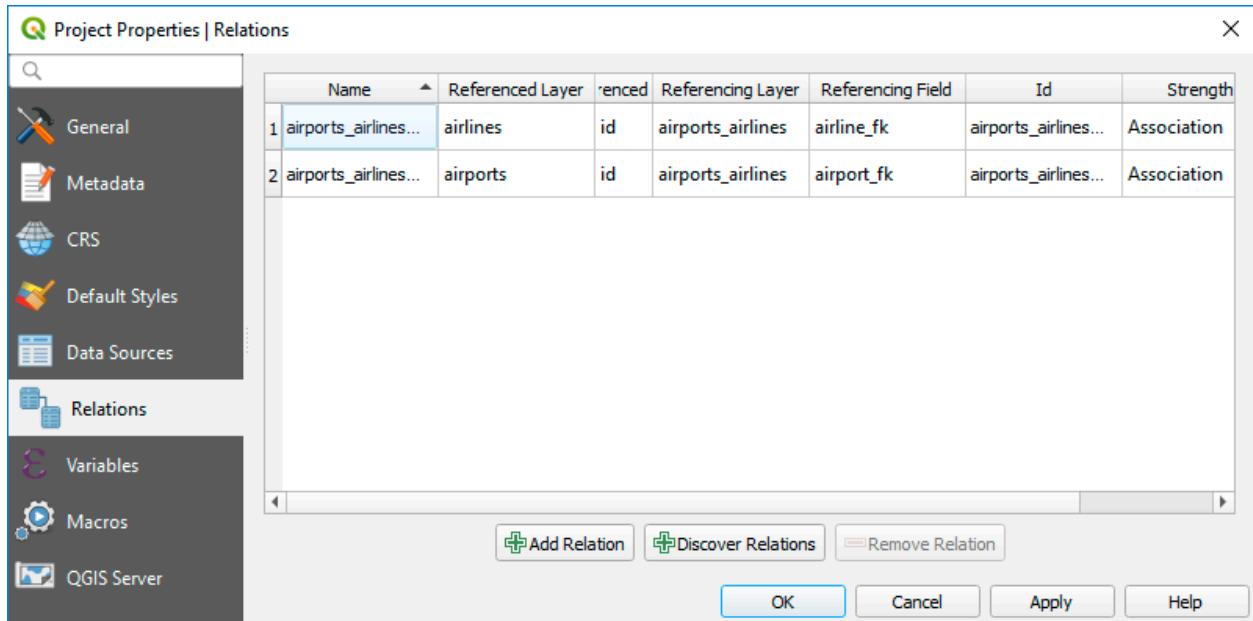 Project Properties | Relations
General
Metadata
CRS
Default Styles
Data Sources
Relations
Variables
Macros
QGIS Server
Name Referenced Layer renced Referencing Layer Referencing Field Id Strength
1 airports_airlines... airlines id airports_airlines airline_fk airports_airlines... Association
2 airports_airlines... airports id airports_airlines airport_fk airports_airlines... Association
Add Relation Discover Relations Remove Relation
OK Cancel Apply Help